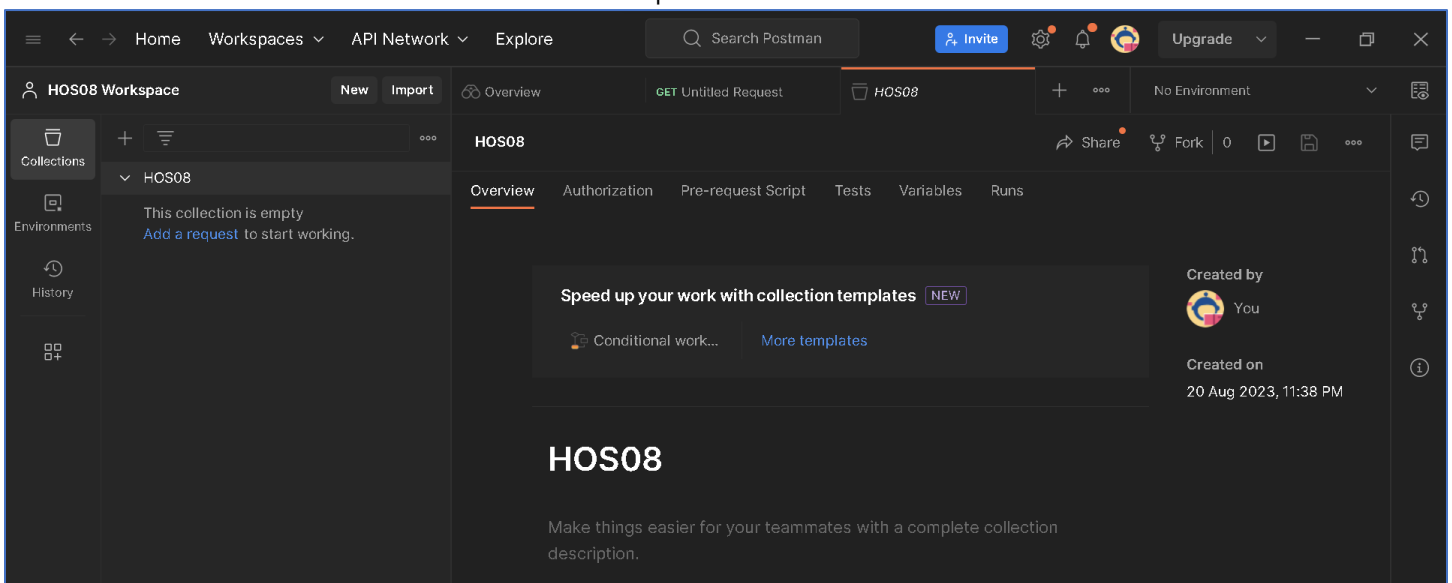 Home Workspaces API Network Explore Search Postman Invite Upgrade
HOS08 Workspace New Import Overview GET Untitled Request HOS08 No Environment
Collections
HOS08
HOS08 Share Fork 0
Overview Authorization Pre-request Script Tests Variables Runs
This collection is empty
Add a request to start working.
Environments
History
Speed up your work with collection templates NEW
Conditional work... More templates
Created by
You
Created on
20 Aug 2023, 11:38 PM
HOS08
Make things easier for your teammates with a complete collection
description.